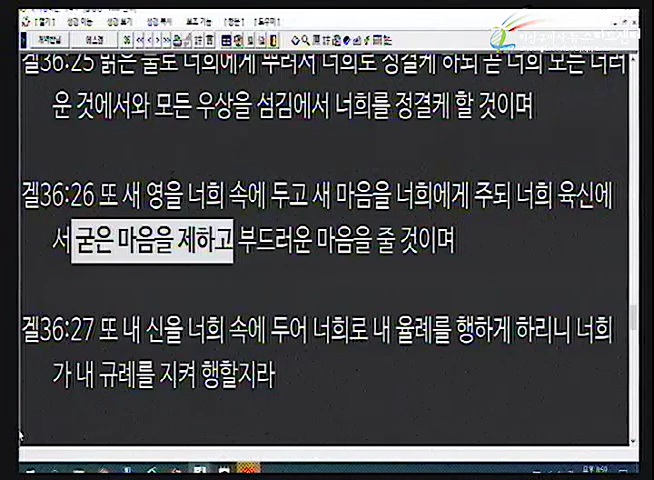 겔36:25 맑은 물로 너희에게 뿌려서 너희로 정결케 하되 곧 너희 모든 더러
운 것에서와 모든 우상을 섬김에서 너희를 정결케 할 것이며
겔36:26 또 새 영을 너희 속에 두고 새 마음을 너희에게 주되 너희 육신에
서 굳은 마음을 제하고 부드러운 마음을 줄 것이며
겔36:27 또 내 신을 너희 속에 두어 너희로 내 율례를 행하게 하리니 너희
가 내 규례를 지켜 행할지라